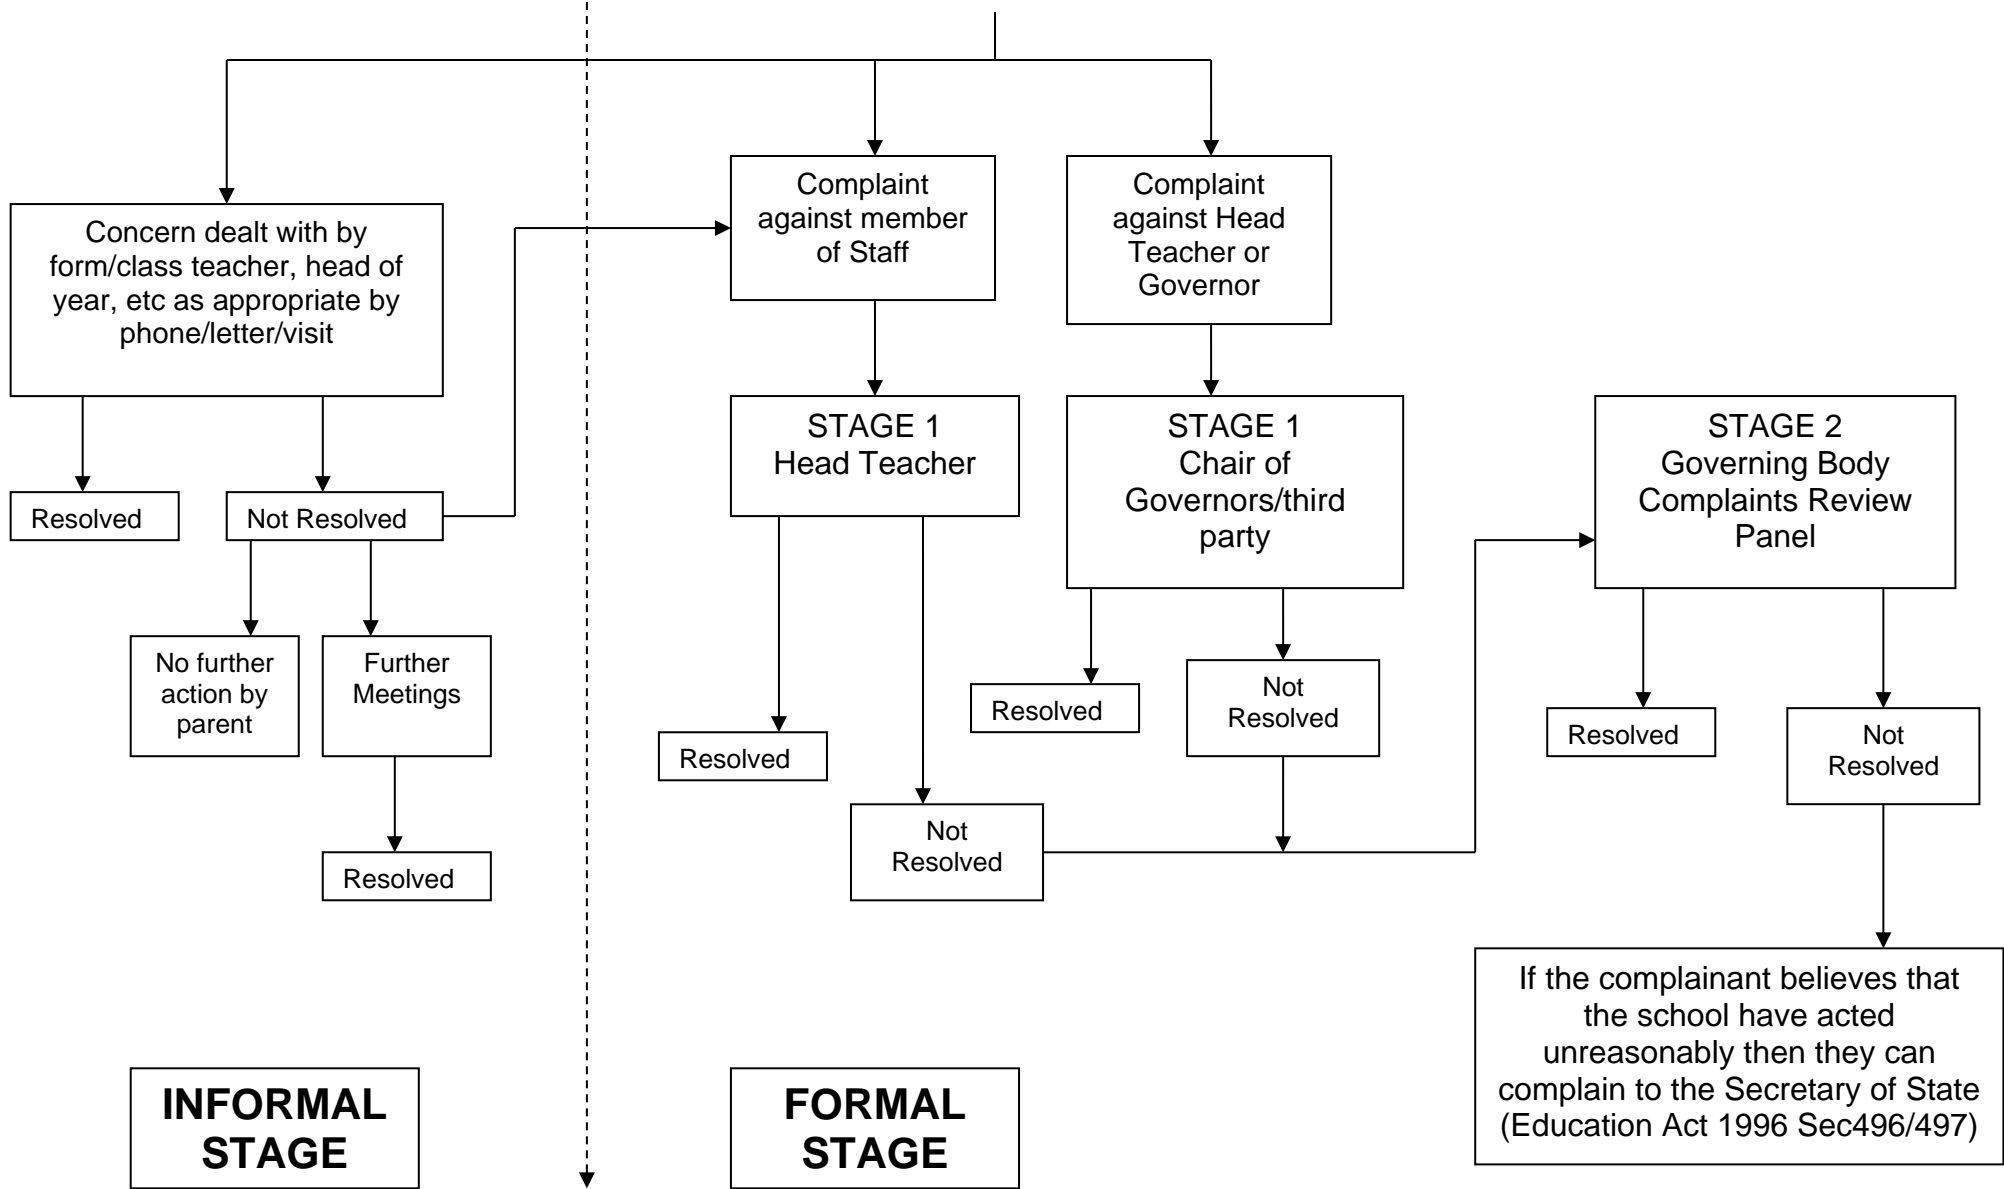 Concern dealt with by
form/class teacher, head of
year, etc as appropriate by
phone/letter/visit
Resolved
Not Resolved
No further
action by
parent
Further
Meetings
Resolved
INFORMAL
STAGE
Complaint
against member
of Staff
STAGE 1
Head Teacher
Resolved
Not
Resolved
Complaint
against Head
Teacher or
Governor
STAGE 1
Chair of
Governors/third
party
Resolved
Not
Resolved
FORMAL
STAGE
STAGE 2
Governing Body
Complaints Review
Panel
Resolved
Not
Resolved
If the complainant believes that
the school have acted
unreasonably then they can
complain to the Secretary of State
(Education Act 1996 Sec496/497)